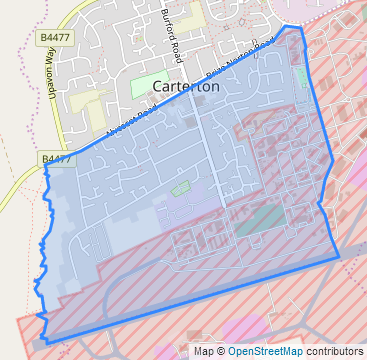 B4477
Upavon Way
Burford Road
Brize Norton Road
Carterton
Alvescot Road
B4477
Map © OpenStreetMap contributors